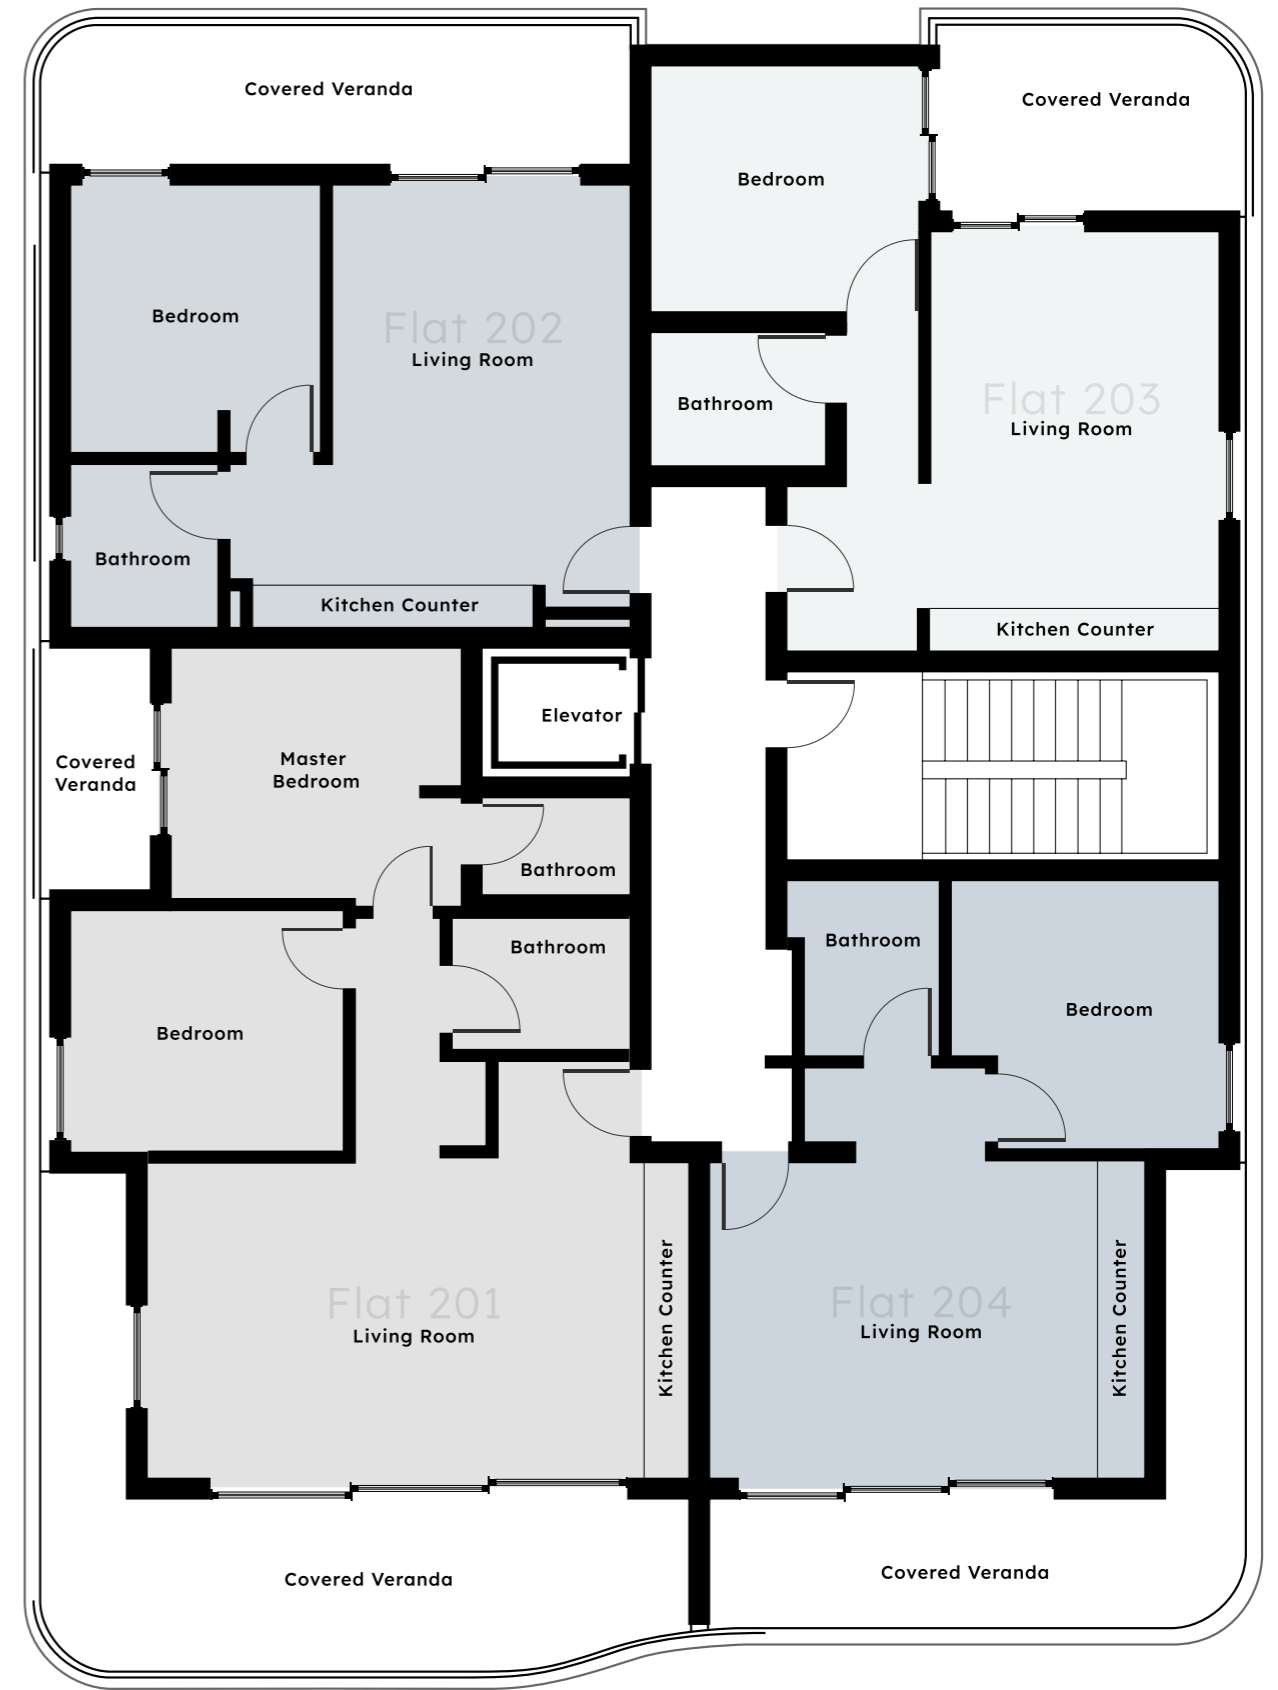 Covered Veranda
Covered Veranda
Bedroom
Bedroom
Flat 202
Living Room
Bathroom
Flat 203
Living Room
Bathroom
Kitchen Counter
Kitchen Counter
Elevator
Master
Bedroom
Covered
Veranda
Bathroom
Bathroom
Bathroom
Bedroom
Bedroom
Flat 201
Living Room
Kitchen Counter
Flat 204
Living Room
Kitchen Counter
Covered Veranda
Covered Veranda